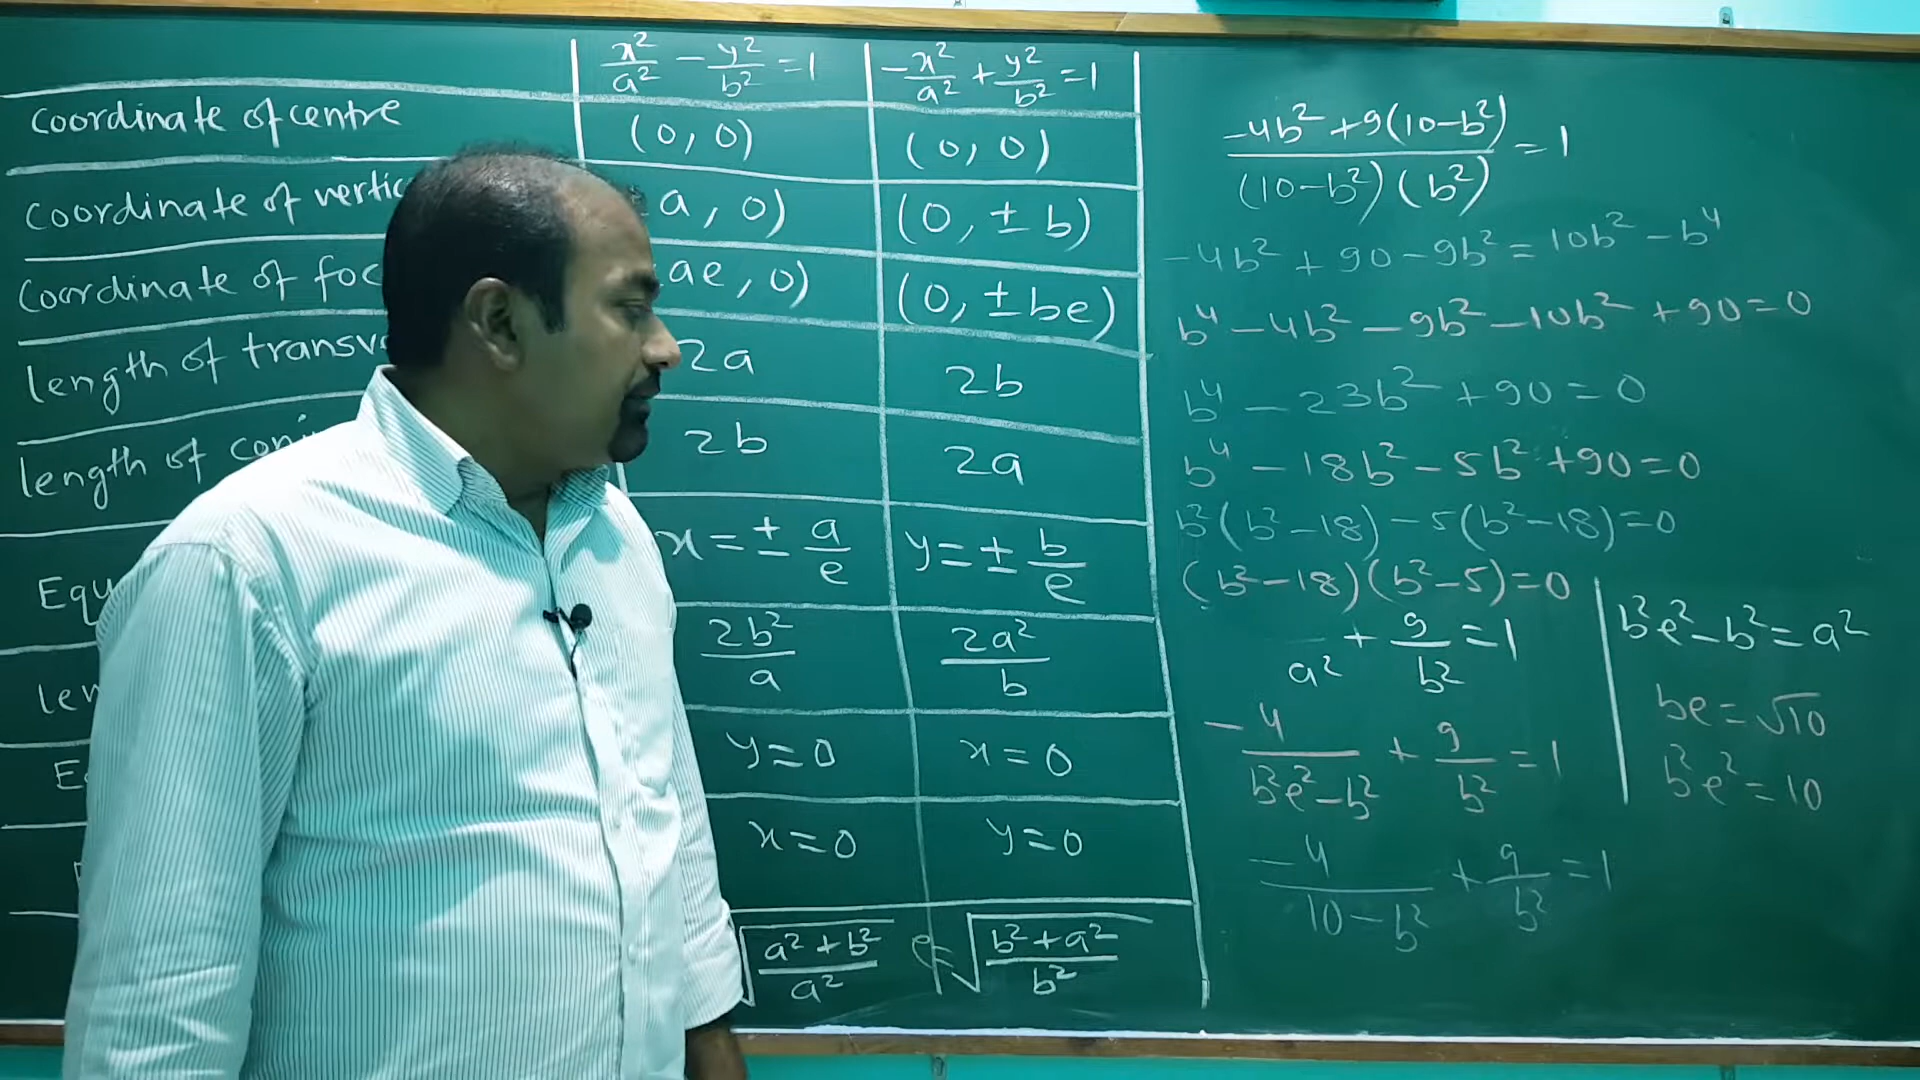 x²/a² − y²/b² = 1
−x²/a² + y²/b² = 1
Coordinate of centre
(0, 0)
(0, 0)
Coordinate of
a, 0)
(0, ± b)
Coordinate of
ae, 0)
(0, ± be)
length of
2a
2b
length of
2b
2a
x = ± a/e
y = ± b/e
2b²/a
2a²/b
y = 0
x = 0
x = 0
y = 0
√(a² + b²)/a²
e = √(b² + a²)/b²
−4b² + 9(10−b²)/(10−b²)(b²) = 1
−4b² + 90 − 9b² = 10b² − b⁴
b⁴ − 4b² − 9b² − 10b² + 90 = 0
b⁴ − 23b² + 90 = 0
b⁴ − 18b² − 5b² + 90 = 0
b²(b² − 18) − 5(b² − 18) = 0
(b² − 18)(b² − 5) = 0
a² + 9/b² = 1
−4/b²e² − b² + 9/b² = 1
−4/10 − b² + 9/b² = 1
b²e² − b² = a²
be = √10
b²e² = 10